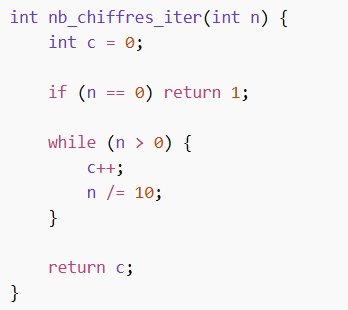 int nb_chiffres_iter(int n) {
    int c = 0;

    if (n == 0) return 1;

    while (n > 0) {
        c++;
        n /= 10;
    }

    return c;
}